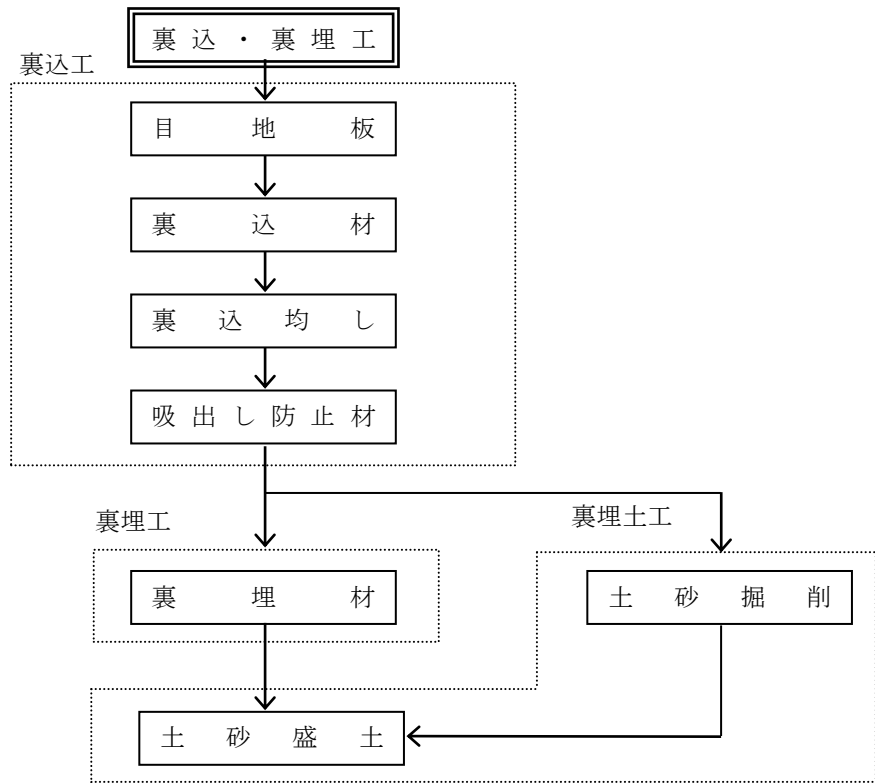 裏込・裏埋工
裏込工
目地板
裏込材
裏込均し
吸出し防止材
裏埋工
裏埋土工
裏埋材
土砂掘削
土砂盛土